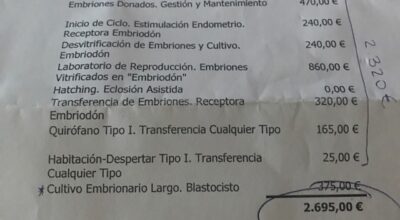 Embriones Donados. Gestión y Mantenimiento 470,00 €
Inicio de Ciclo. Estimulación Endometrio. 240,00 €
Receptora Embriodón
Desvitrificación de Embriones y Cultivo. 240,00 €
Embriodón
Laboratorio de Reproducción. Embriones 860,00 €
Vitrificados en "Embriodón"
Hatching. Eclosión Asistida 0,00 €
Transferencia de Embriones. Receptora 320,00 €
Embriodón
Quirófano Tipo I. Transferencia Cualquier Tipo 165,00 €
Habitación-Despertar Tipo I. Transferencia 25,00 €
Cualquier Tipo
* Cultivo Embrionario Largo. Blastocisto 375,00 €
2.695,00 €
2 320 €